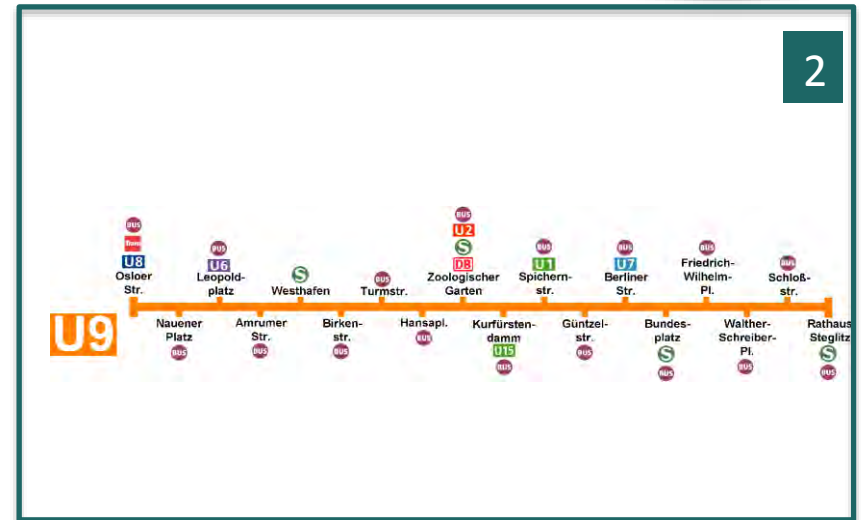 2
BUS
Tram
U8
Osloer
Str.
BUS
U6
Leopold-
platz
S
Westhafen
BUS
Turmstr.
BUS
U2
S
DB
Zoologischer
Garten
BUS
U1
Spichern-
str.
BUS
U7
Berliner
Str.
BUS
Friedrich-
Wilhelm-
Pl.
BUS
Schloß-
str.
U9
Nauener
Platz
BUS
Amrumer
Str.
BUS
Birken-
str.
BUS
Hansapl.
BUS
Kurfürsten-
damm
U15
BUS
Güntzel-
str.
BUS
Bundes-
platz
S
BUS
Walther-
Schreiber-
Pl.
BUS
Rathaus
Steglitz
S
BUS